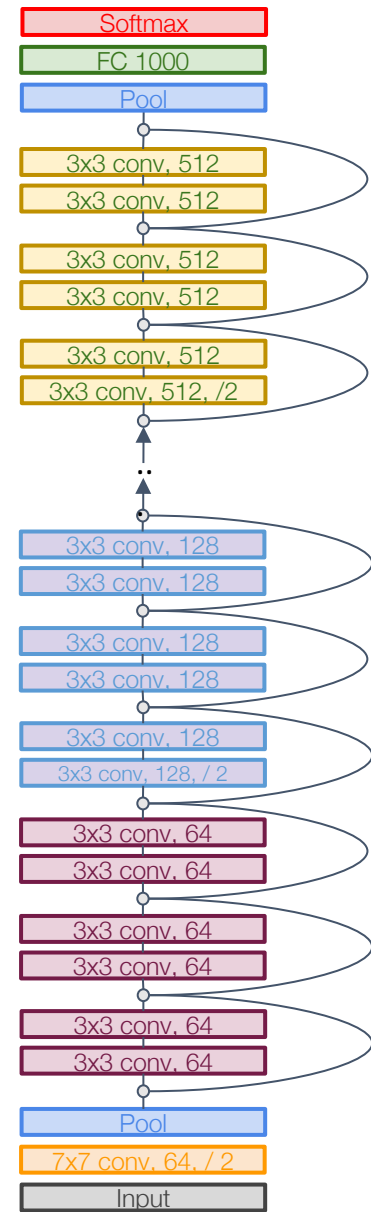 Softmax
FC 1000
Pool
3x3 conv, 512
3x3 conv, 512
3x3 conv, 512
3x3 conv, 512
3x3 conv, 512
3x3 conv, 512, /2
..
3x3 conv, 128
3x3 conv, 128
3x3 conv, 128
3x3 conv, 128
3x3 conv, 128
3x3 conv, 128, / 2
3x3 conv, 64
3x3 conv, 64
3x3 conv, 64
3x3 conv, 64
3x3 conv, 64
3x3 conv, 64
Pool
7x7 conv, 64, / 2
Input